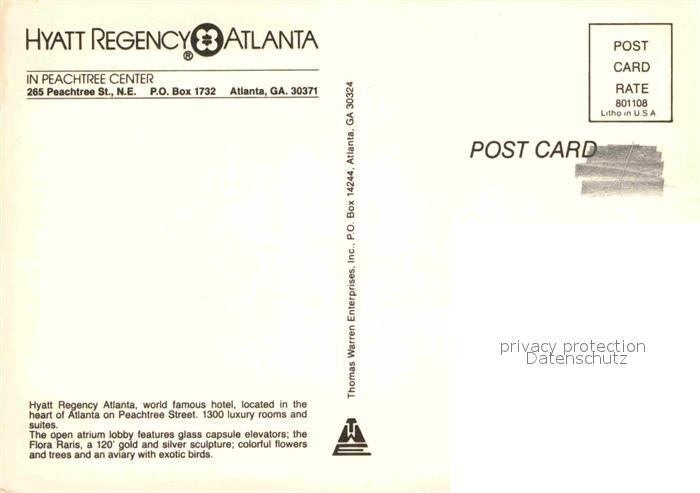 HYATT REGENCY ATLANTA
®
IN PEACHTREE CENTER
265 Peachtree St., N.E. P.O. Box 1732 Atlanta, GA. 30371
POST
CARD
RATE
801108
Litho in U.S.A
POST CARD
Thomas Warren Enterprises, Inc., P.O. Box 14244, Atlanta, GA 30324
privacy protection
Datenschutz
Hyatt Regency Atlanta, world famous hotel, located in the
heart of Atlanta on Peachtree Street. 1300 luxury rooms and
suites.
The open atrium lobby features glass capsule elevators; the
Flora Raris, a 120' gold and silver sculpture; colorful flowers
and trees and an aviary with exotic birds.
TWE